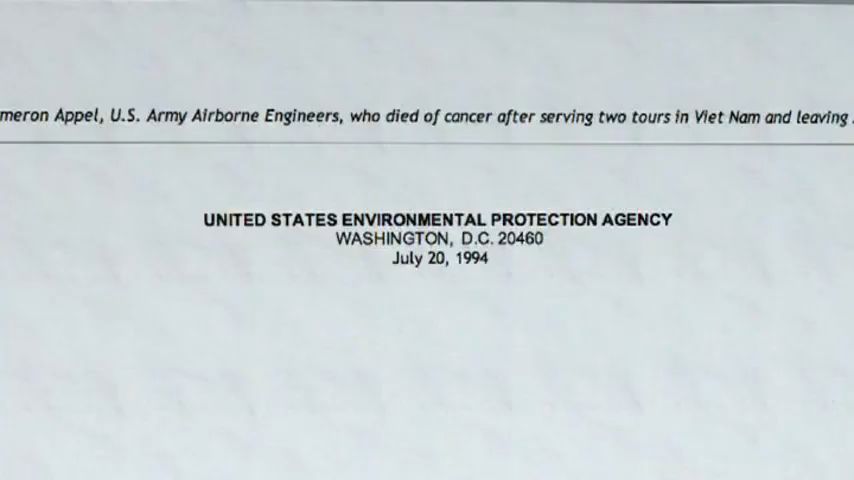 Appel, U.S. Army Airborne Engineers, who died of cancer after serving two tours in Viet Nam and leaving
UNITED STATES ENVIRONMENTAL PROTECTION AGENCY
WASHINGTON, D.C. 20460
July 20, 1994